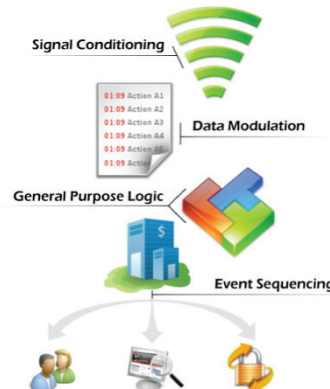 Signal Conditioning
01:09 Action A1
01:09 Action A2
01:09 Action A3
01:09 Action A4
01:09 Action A5
01:09 Action
Data Modulation
General Purpose Logic
$
Event Sequencing